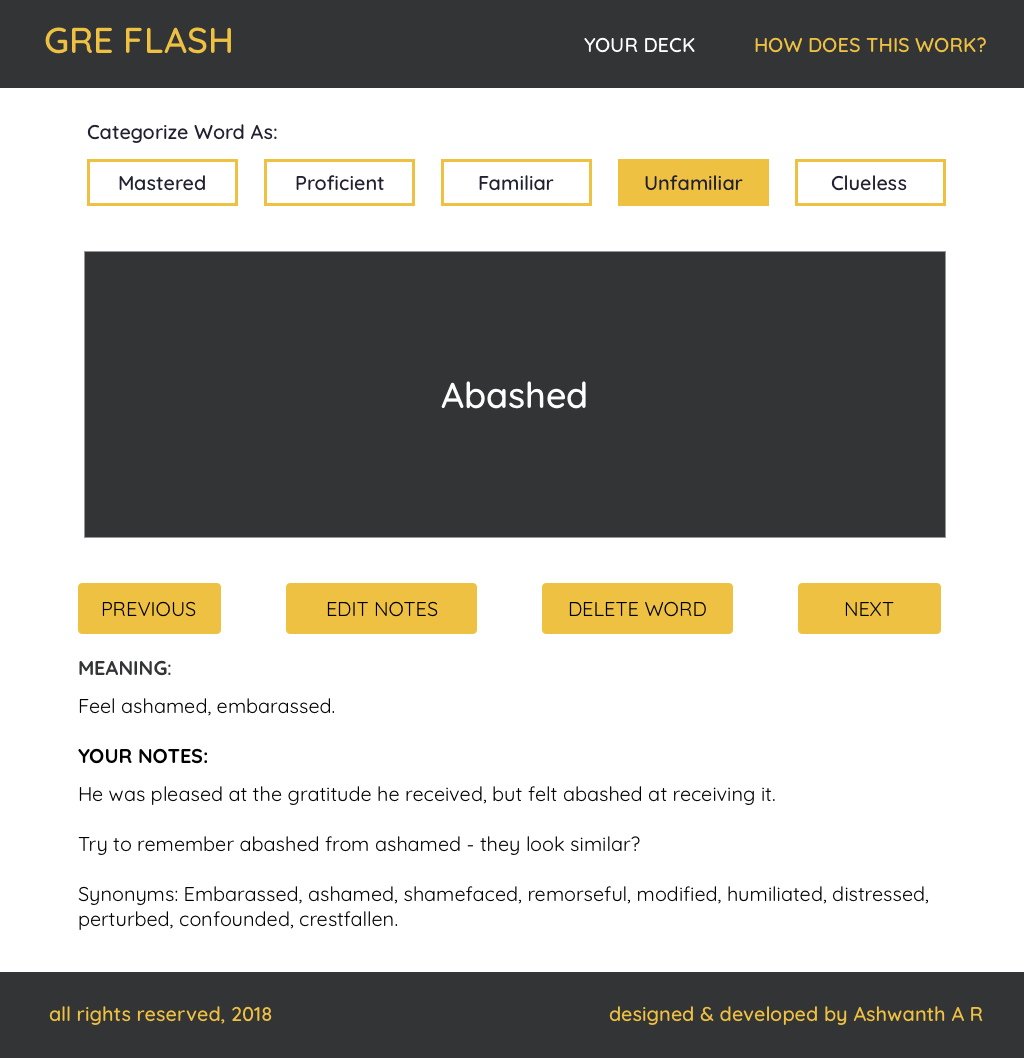 GRE FLASH
YOUR DECK
HOW DOES THIS WORK?
Categorize Word As:
Mastered
Proficient
Familiar
Unfamiliar
Clueless
Abashed
PREVIOUS
EDIT NOTES
DELETE WORD
NEXT
MEANING:
Feel ashamed, embarassed.
YOUR NOTES:
He was pleased at the gratitude he received, but felt abashed at receiving it.
Try to remember abashed from ashamed - they look similar?
Synonyms: Embarassed, ashamed, shamefaced, remorseful, modified, humiliated, distressed,
perturbed, confounded, crestfallen.
all rights reserved, 2018
designed & developed by Ashwanth A R